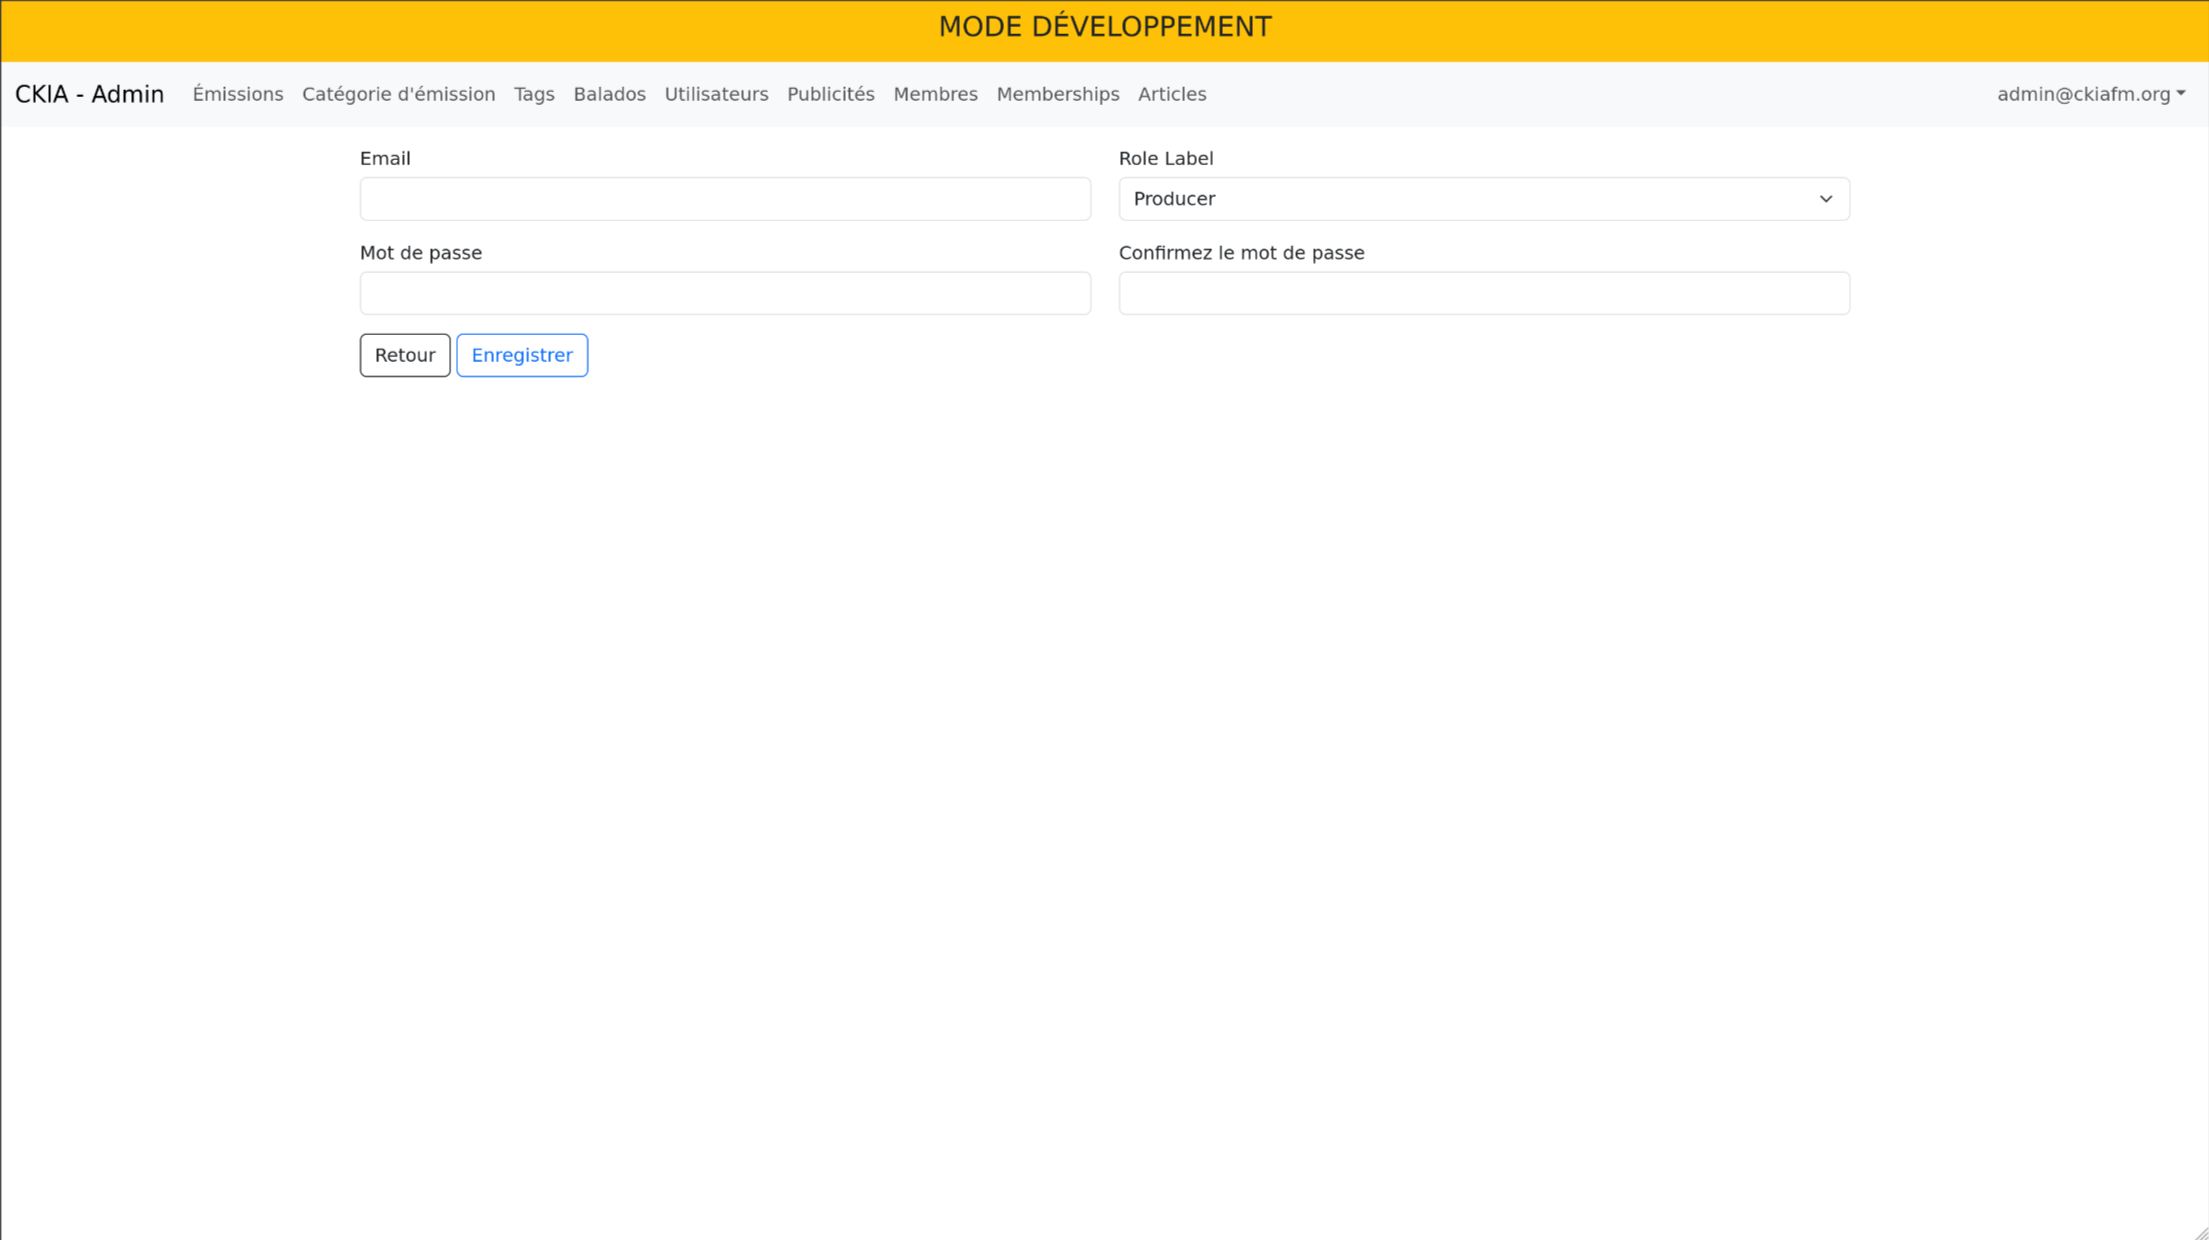 MODE DÉVELOPPEMENT
CKIA - Admin Émissions Catégorie d'émission Tags Balados Utilisateurs Publicités Membres Memberships Articles admin@ckiafm.org
Email Role Label
Producer
Mot de passe Confirmez le mot de passe
Retour Enregistrer